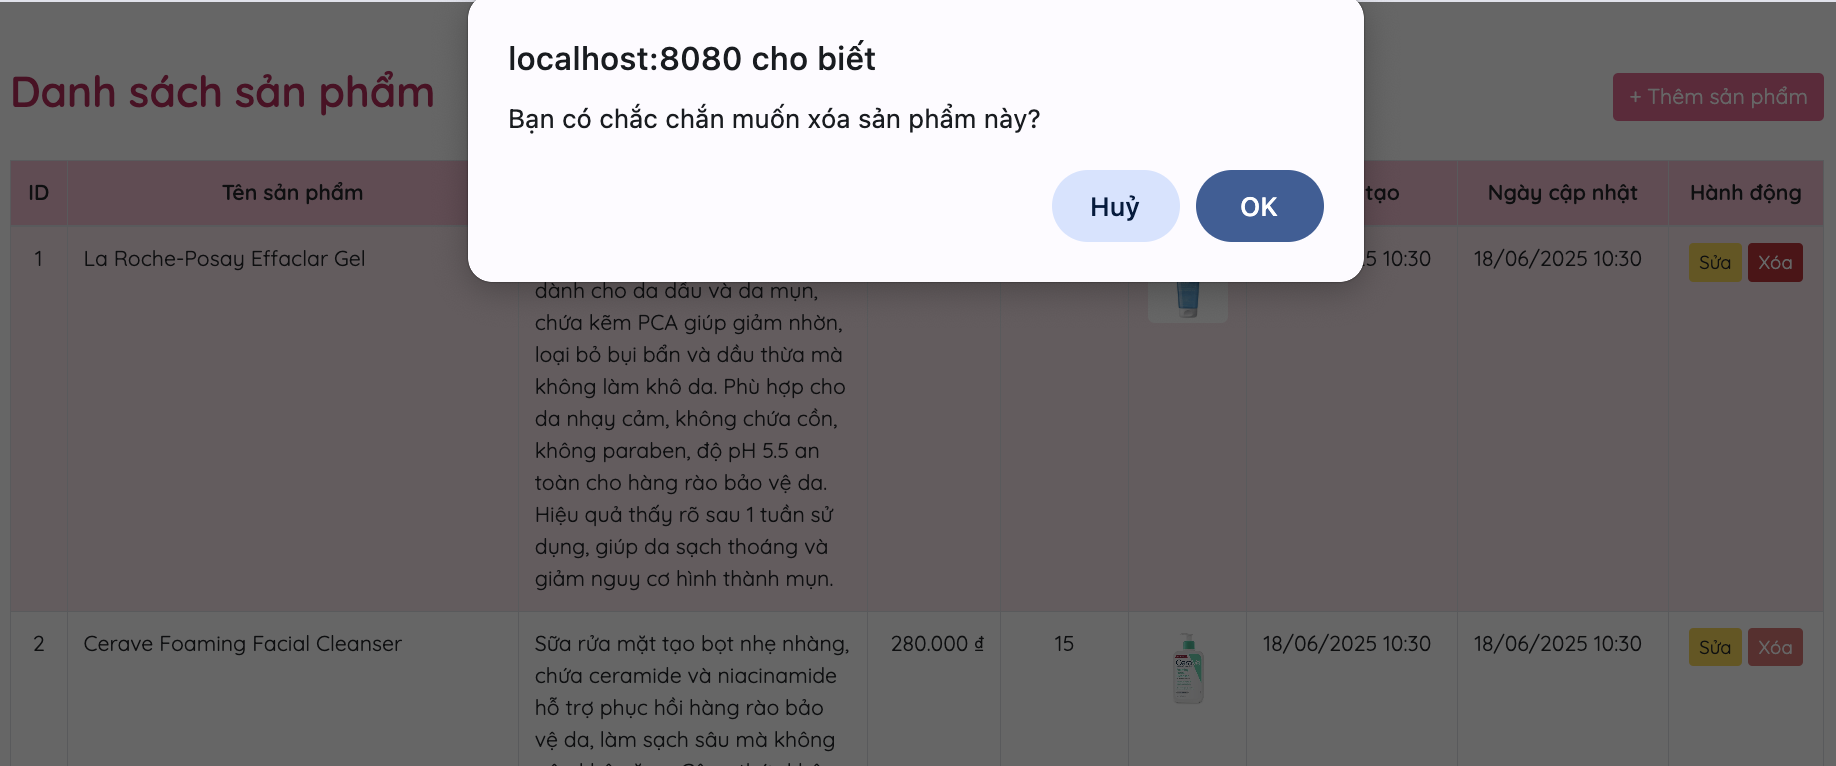 localhost:8080 cho biết
Bạn có chắc chắn muốn xóa sản phẩm này?
Huỷ
OK
Danh sách sản phẩm
+ Thêm sản phẩm
ID
Tên sản phẩm
tạo
Ngày cập nhật
Hành động
1
La Roche-Posay Effaclar Gel
dành cho da dầu và da mụn,
chứa kẽm PCA giúp giảm nhờn,
loại bỏ bụi bẩn và dầu thừa mà
không làm khô da. Phù hợp cho
da nhạy cảm, không chứa cồn,
không paraben, độ pH 5.5 an
toàn cho hàng rào bảo vệ da.
Hiệu quả thấy rõ sau 1 tuần sử
dụng, giúp da sạch thoáng và
giảm nguy cơ hình thành mụn.
5 10:30
18/06/2025 10:30
Sửa
Xóa
2
Cerave Foaming Facial Cleanser
Sữa rửa mặt tạo bọt nhẹ nhàng,
chứa ceramide và niacinamide
hỗ trợ phục hồi hàng rào bảo
vệ da, làm sạch sâu mà không
280.000 ₫
15
18/06/2025 10:30
18/06/2025 10:30
Sửa
Xóa